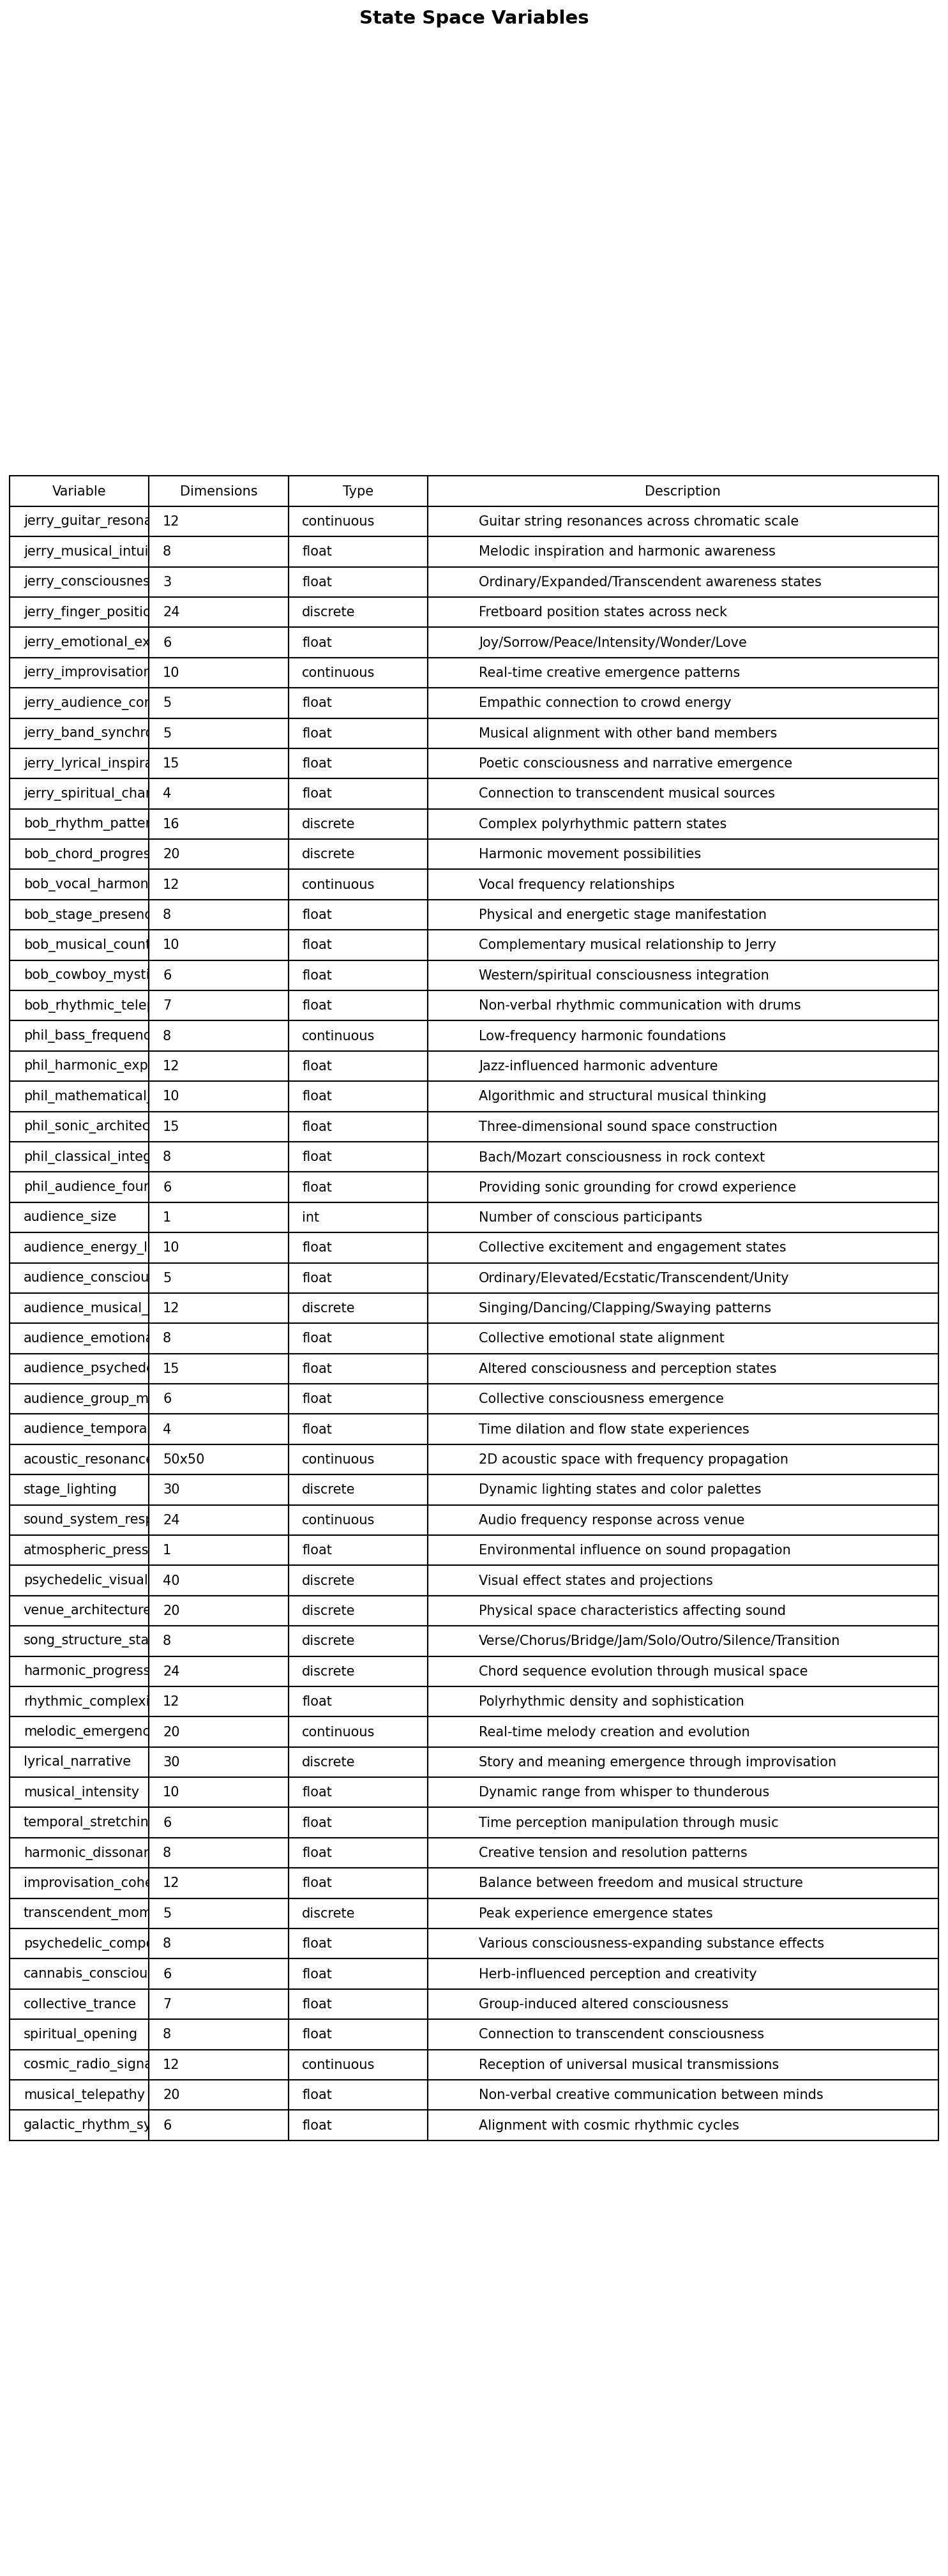 State Space Variables
Variable Dimensions Type Description
jerry_guitar_resona 12 continuous Guitar string resonances across chromatic scale
jerry_musical_intui 8 float Melodic inspiration and harmonic awareness
jerry_consciousnes 3 float Ordinary/Expanded/Transcendent awareness states
jerry_finger_positio 24 discrete Fretboard position states across neck
jerry_emotional_ex 6 float Joy/Sorrow/Peace/Intensity/Wonder/Love
jerry_improvisation 10 continuous Real-time creative emergence patterns
jerry_audience_con 5 float Empathic connection to crowd energy
jerry_band_synchro 5 float Musical alignment with other band members
jerry_lyrical_inspira 15 float Poetic consciousness and narrative emergence
jerry_spiritual_chan 4 float Connection to transcendent musical sources
bob_rhythm_patter 16 discrete Complex polyrhythmic pattern states
bob_chord_progres 20 discrete Harmonic movement possibilities
bob_vocal_harmon 12 continuous Vocal frequency relationships
bob_stage_presenc 8 float Physical and energetic stage manifestation
bob_musical_count 10 float Complementary musical relationship to Jerry
bob_cowboy_mysti 6 float Western/spiritual consciousness integration
bob_rhythmic_telep 7 float Non-verbal rhythmic communication with drums
phil_bass_frequenc 8 continuous Low-frequency harmonic foundations
phil_harmonic_exp 12 float Jazz-influenced harmonic adventure
phil_mathematical_ 10 float Algorithmic and structural musical thinking
phil_sonic_architec 15 float Three-dimensional sound space construction
phil_classical_integ 8 float Bach/Mozart consciousness in rock context
phil_audience_foun 6 float Providing sonic grounding for crowd experience
audience_size 1 int Number of conscious participants
audience_energy_l 10 float Collective excitement and engagement states
audience_consciou 5 float Ordinary/Elevated/Ecstatic/Transcendent/Unity
audience_musical_ 12 discrete Singing/Dancing/Clapping/Swaying patterns
audience_emotiona 8 float Collective emotional state alignment
audience_psychede 15 float Altered consciousness and perception states
audience_group_m 6 float Collective consciousness emergence
audience_tempora 4 float Time dilation and flow state experiences
acoustic_resonance 50x50 continuous 2D acoustic space with frequency propagation
stage_lighting 30 discrete Dynamic lighting states and color palettes
sound_system_resp 24 continuous Audio frequency response across venue
atmospheric_press 1 float Environmental influence on sound propagation
psychedelic_visual 40 discrete Visual effect states and projections
venue_architecture 20 discrete Physical space characteristics affecting sound
song_structure_sta 8 discrete Verse/Chorus/Bridge/Jam/Solo/Outro/Silence/Transition
harmonic_progress 24 discrete Chord sequence evolution through musical space
rhythmic_complexi 12 float Polyrhythmic density and sophistication
melodic_emergenc 20 continuous Real-time melody creation and evolution
lyrical_narrative 30 discrete Story and meaning emergence through improvisation
musical_intensity 10 float Dynamic range from whisper to thunderous
temporal_stretchin 6 float Time perception manipulation through music
harmonic_dissonan 8 float Creative tension and resolution patterns
improvisation_cohe 12 float Balance between freedom and musical structure
transcendent_mom 5 discrete Peak experience emergence states
psychedelic_compo 8 float Various consciousness-expanding substance effects
cannabis_consciou 6 float Herb-influenced perception and creativity
collective_trance 7 float Group-induced altered consciousness
spiritual_opening 8 float Connection to transcendent consciousness
cosmic_radio_signa 12 continuous Reception of universal musical transmissions
musical_telepathy 20 float Non-verbal creative communication between minds
galactic_rhythm_sy 6 float Alignment with cosmic rhythmic cycles